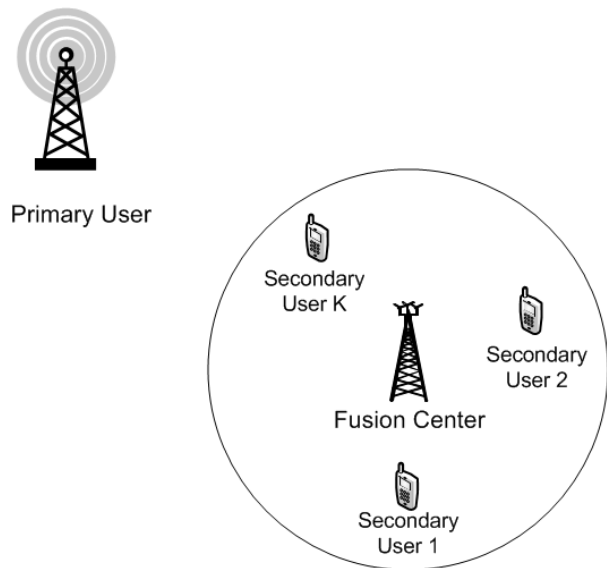 Primary User
Secondary
User K
Secondary
User 2
Fusion Center
Secondary
User 1